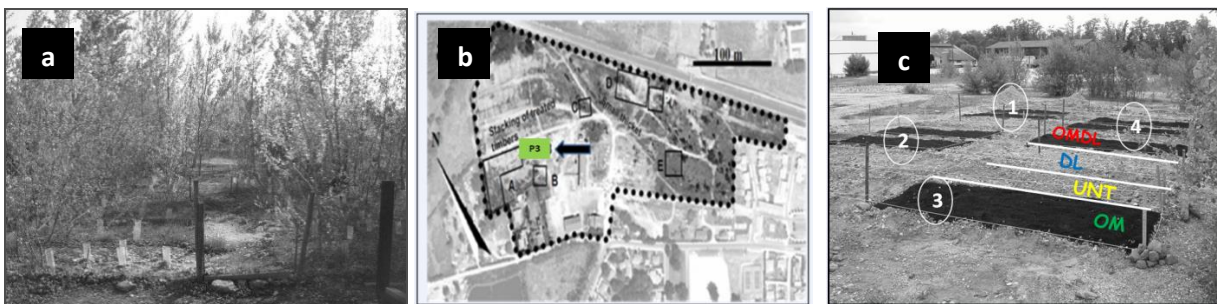 a
b
100 m
D
C
Stacking of treated
timbers
P3
A
B
E
N
c
1
2
4
OMDL
DL
UNT
3
OM